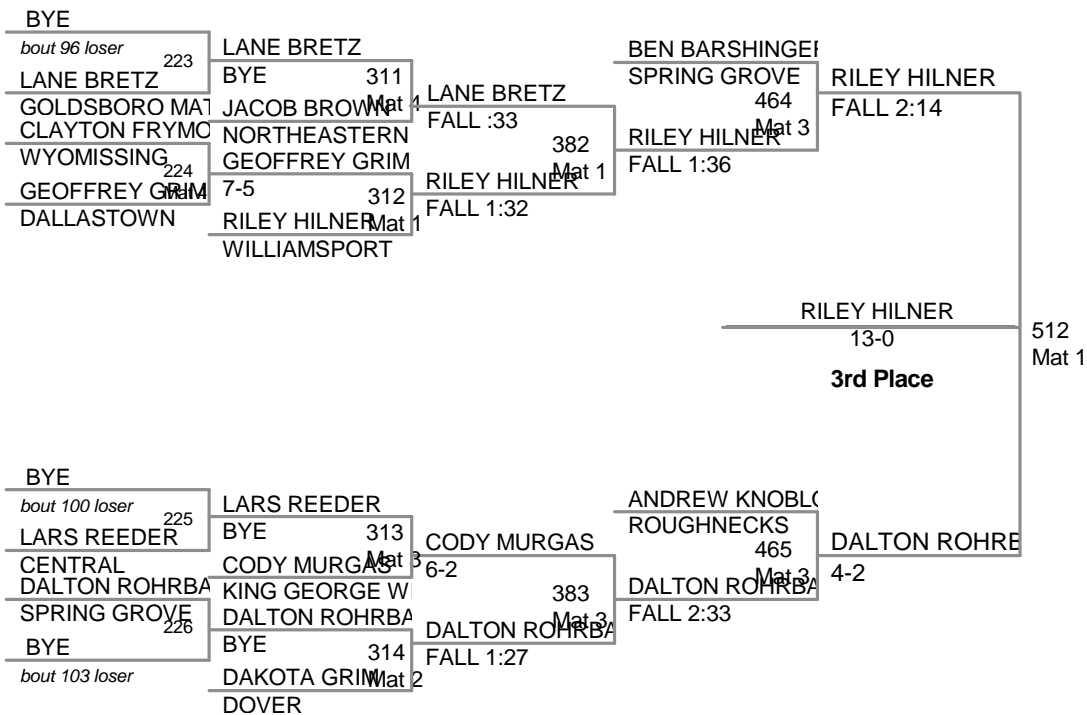 BYE
bout 96 loser
223
LANE BRETZ
GOLDSBORO MAT
CLAYTON FRYMO
WYOMISSING
224
Mat 4
GEOFFREY GRIM
DALLASTOWN
LANE BRETZ
BYE
311
Mat 4
JACOB BROWN
NORTHEASTERN
GEOFFREY GRIM
7-5
312
Mat 1
RILEY HILNER
WILLIAMSPORT
LANE BRETZ
FALL :33
382
Mat 1
RILEY HILNER
FALL 1:32
BEN BARSHINGER
SPRING GROVE
464
Mat 3
RILEY HILNER
FALL 1:36
RILEY HILNER
FALL 2:14
RILEY HILNER
13-0
3rd Place
512
Mat 1
BYE
bout 100 loser
225
LARS REEDER
CENTRAL
DALTON ROHRBA
SPRING GROVE
226
BYE
bout 103 loser
LARS REEDER
BYE
313
Mat 3
CODY MURGAS
KING GEORGE WI
DALTON ROHRBA
BYE
314
Mat 2
DAKOTA GRIM
DOVER
CODY MURGAS
6-2
383
Mat 3
DALTON ROHRBA
FALL 1:27
ANDREW KNOBLO
ROUGHNECKS
465
Mat 3
DALTON ROHRBA
FALL 2:33
DALTON ROHRB
4-2